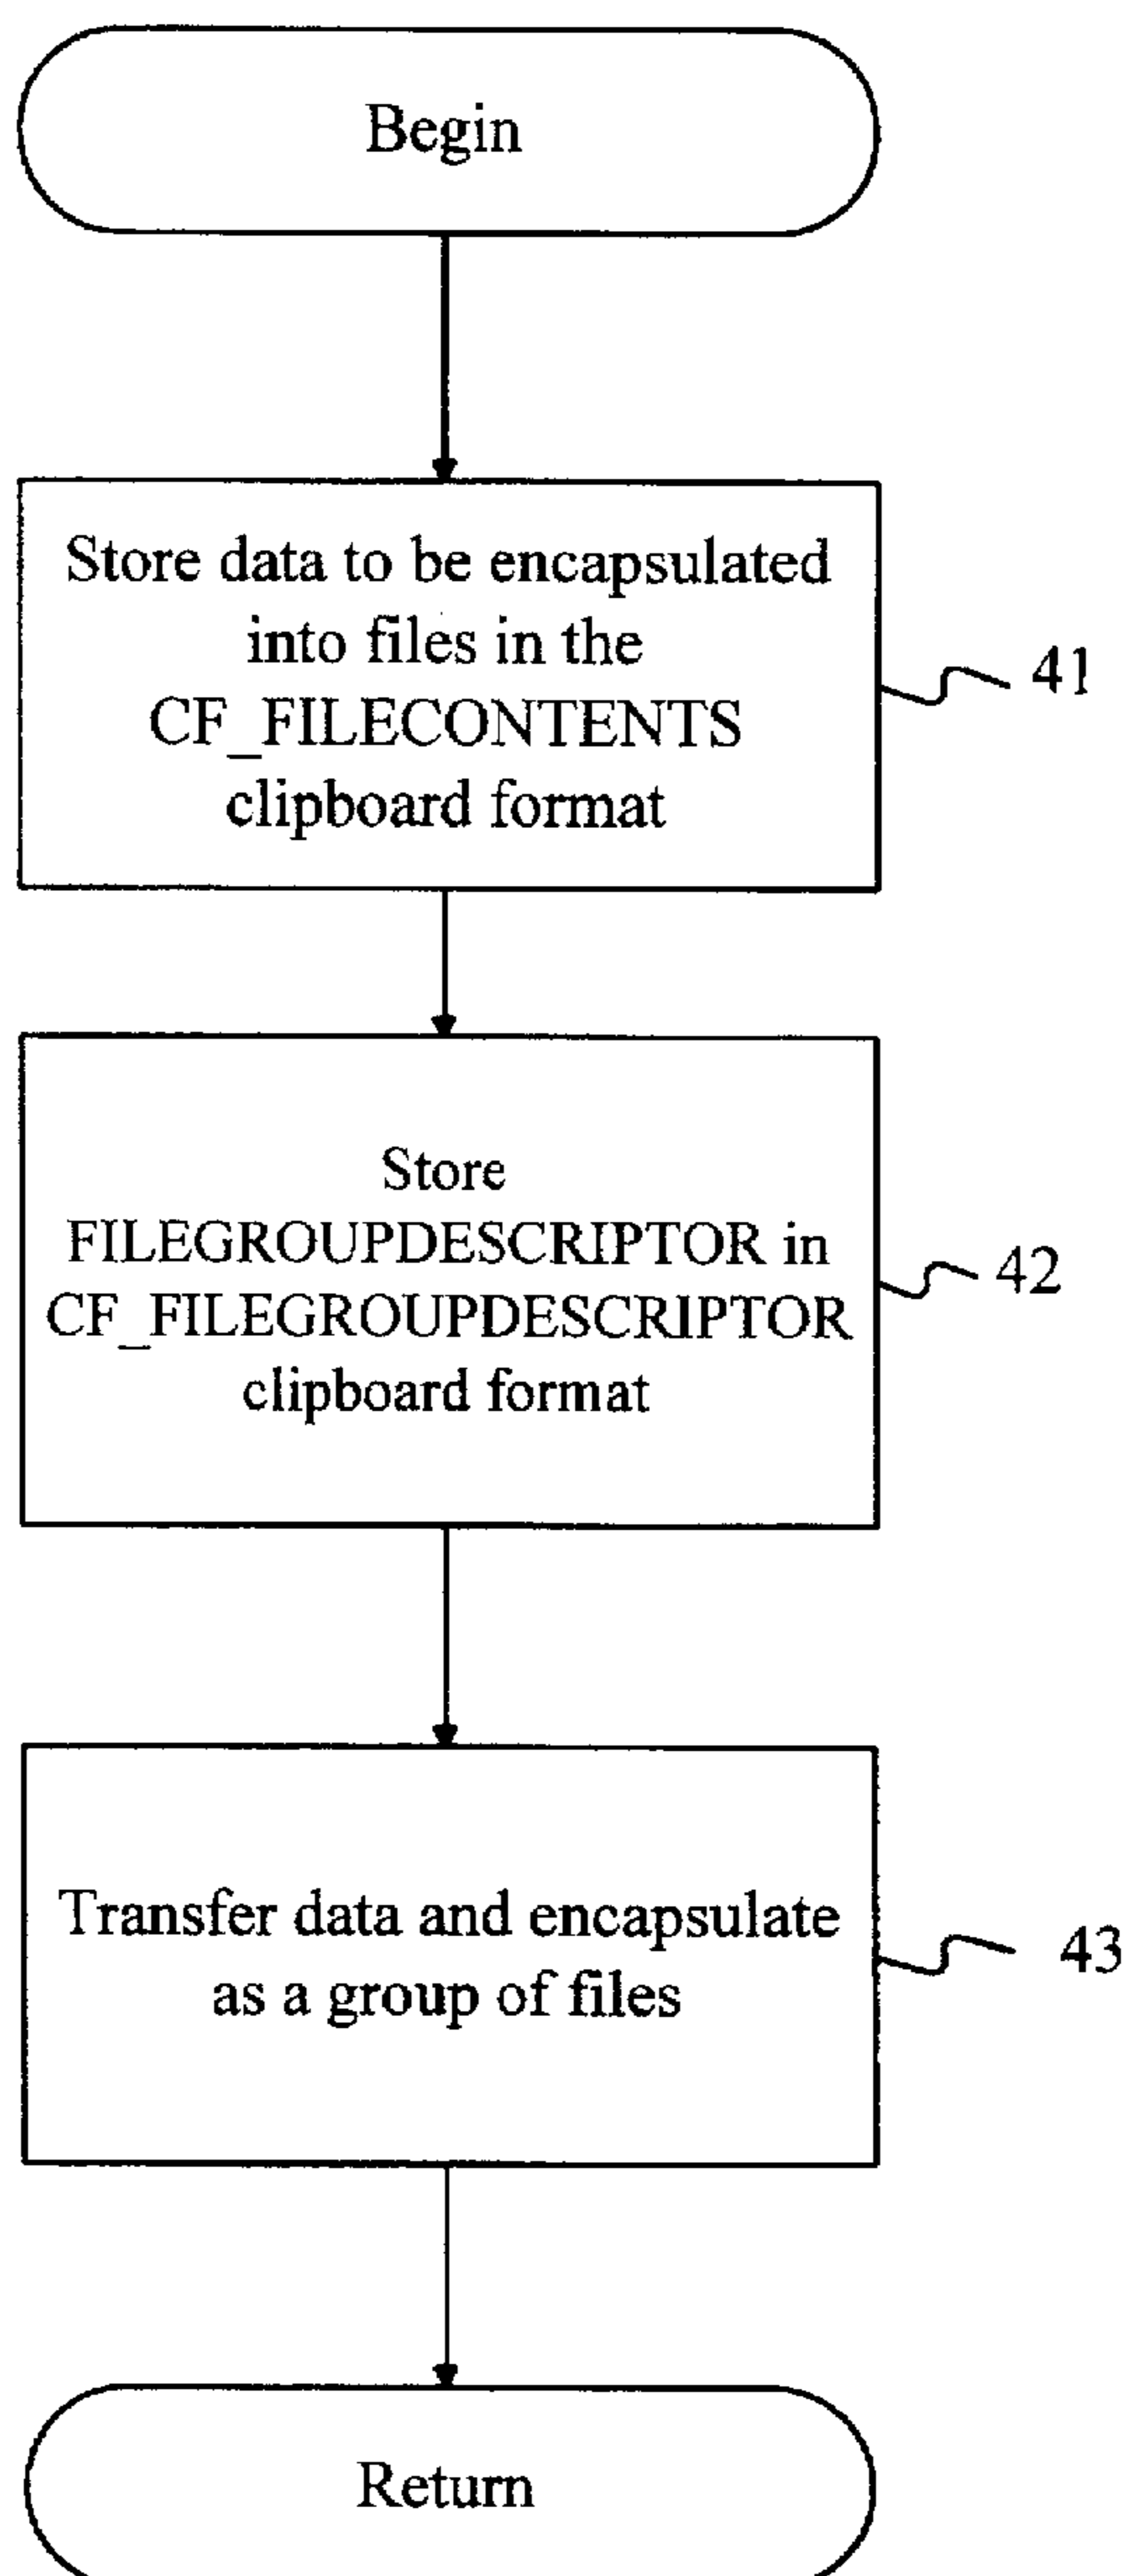 Begin
Store data to be encapsulated
into files in the
CF_FILECONTENTS
clipboard format
41
Store
FILEGROUPDESCRIPTOR in
CF_FILEGROUPDESCRIPTOR
clipboard format
42
Transfer data and encapsulate
as a group of files
43
Return